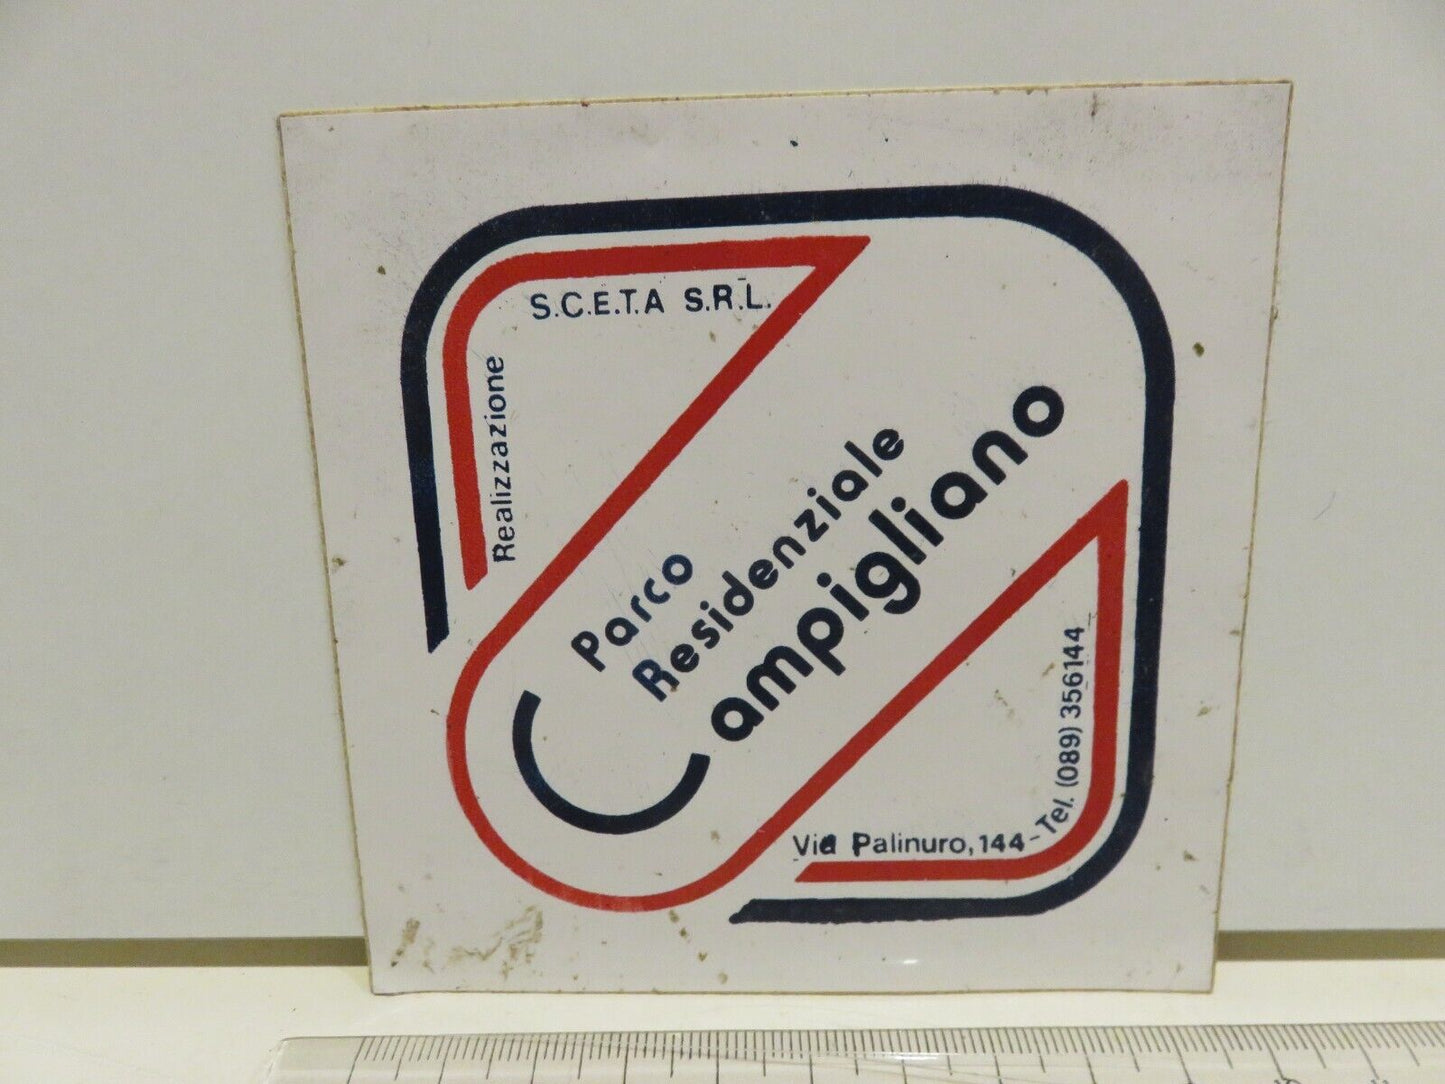 Realizzazione
S.C.E.T.A S.R.L.
Parco
Residenziale
Campigliano
Via Palinuro, 144 - Tel. (089) 356144